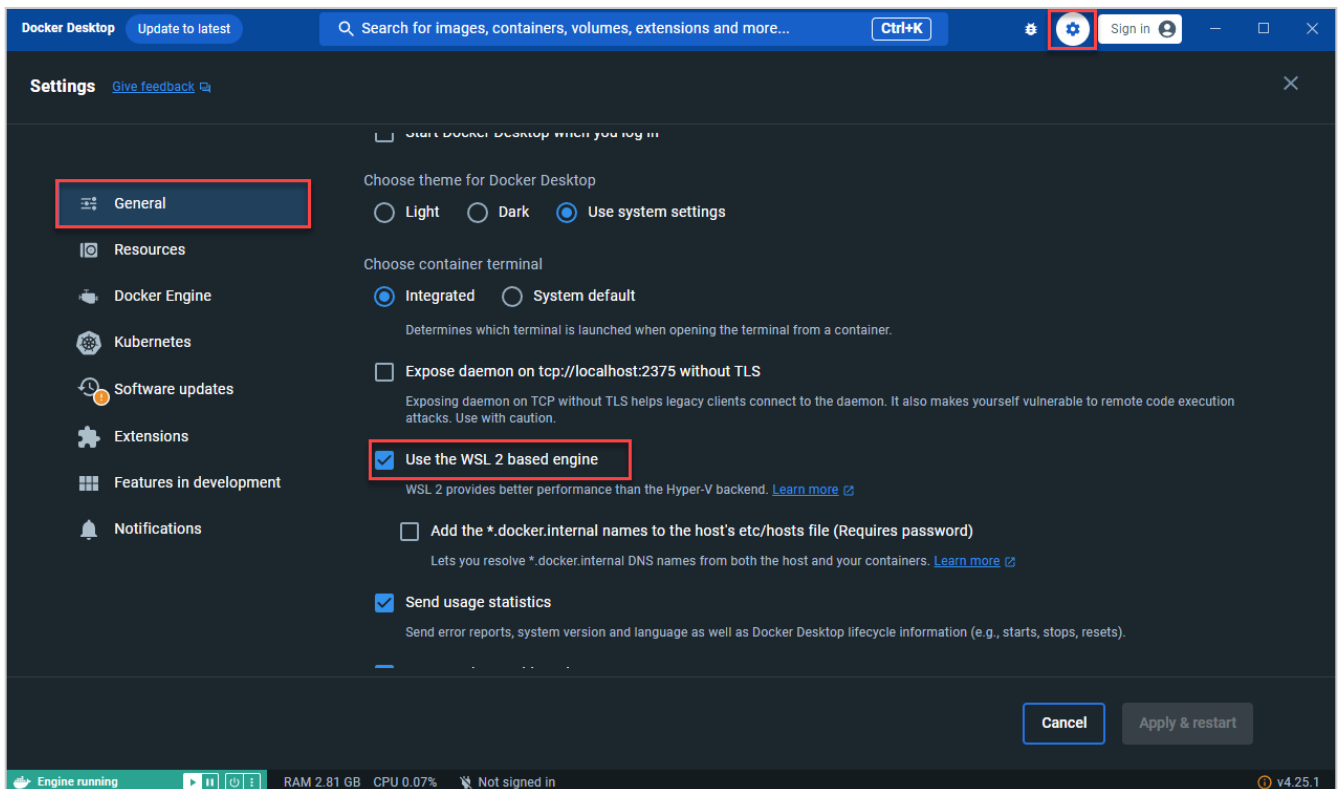 Docker Desktop Update to latest Search for images, containers, volumes, extensions and more... Ctrl+K Sign in
Settings Give feedback
Start Docker Desktop when you log in
Choose theme for Docker Desktop
General
Light Dark Use system settings
Resources
Choose container terminal
Docker Engine
Integrated System default
Determines which terminal is launched when opening the terminal from a container.
Kubernetes
Expose daemon on tcp://localhost:2375 without TLS
Software updates
Exposing daemon on TCP without TLS helps legacy clients connect to the daemon. It also makes yourself vulnerable to remote code execution
attacks. Use with caution.
Extensions
Use the WSL 2 based engine
Features in development
WSL 2 provides better performance than the Hyper-V backend. Learn more
Notifications
Add the *.docker.internal names to the host's etc/hosts file (Requires password)
Lets you resolve *.docker.internal DNS names from both the host and your containers. Learn more
Send usage statistics
Send error reports, system version and language as well as Docker Desktop lifecycle information (e.g., starts, stops, resets).
Cancel Apply & restart
Engine running RAM 2.81 GB CPU 0.07% Not signed in v4.25.1